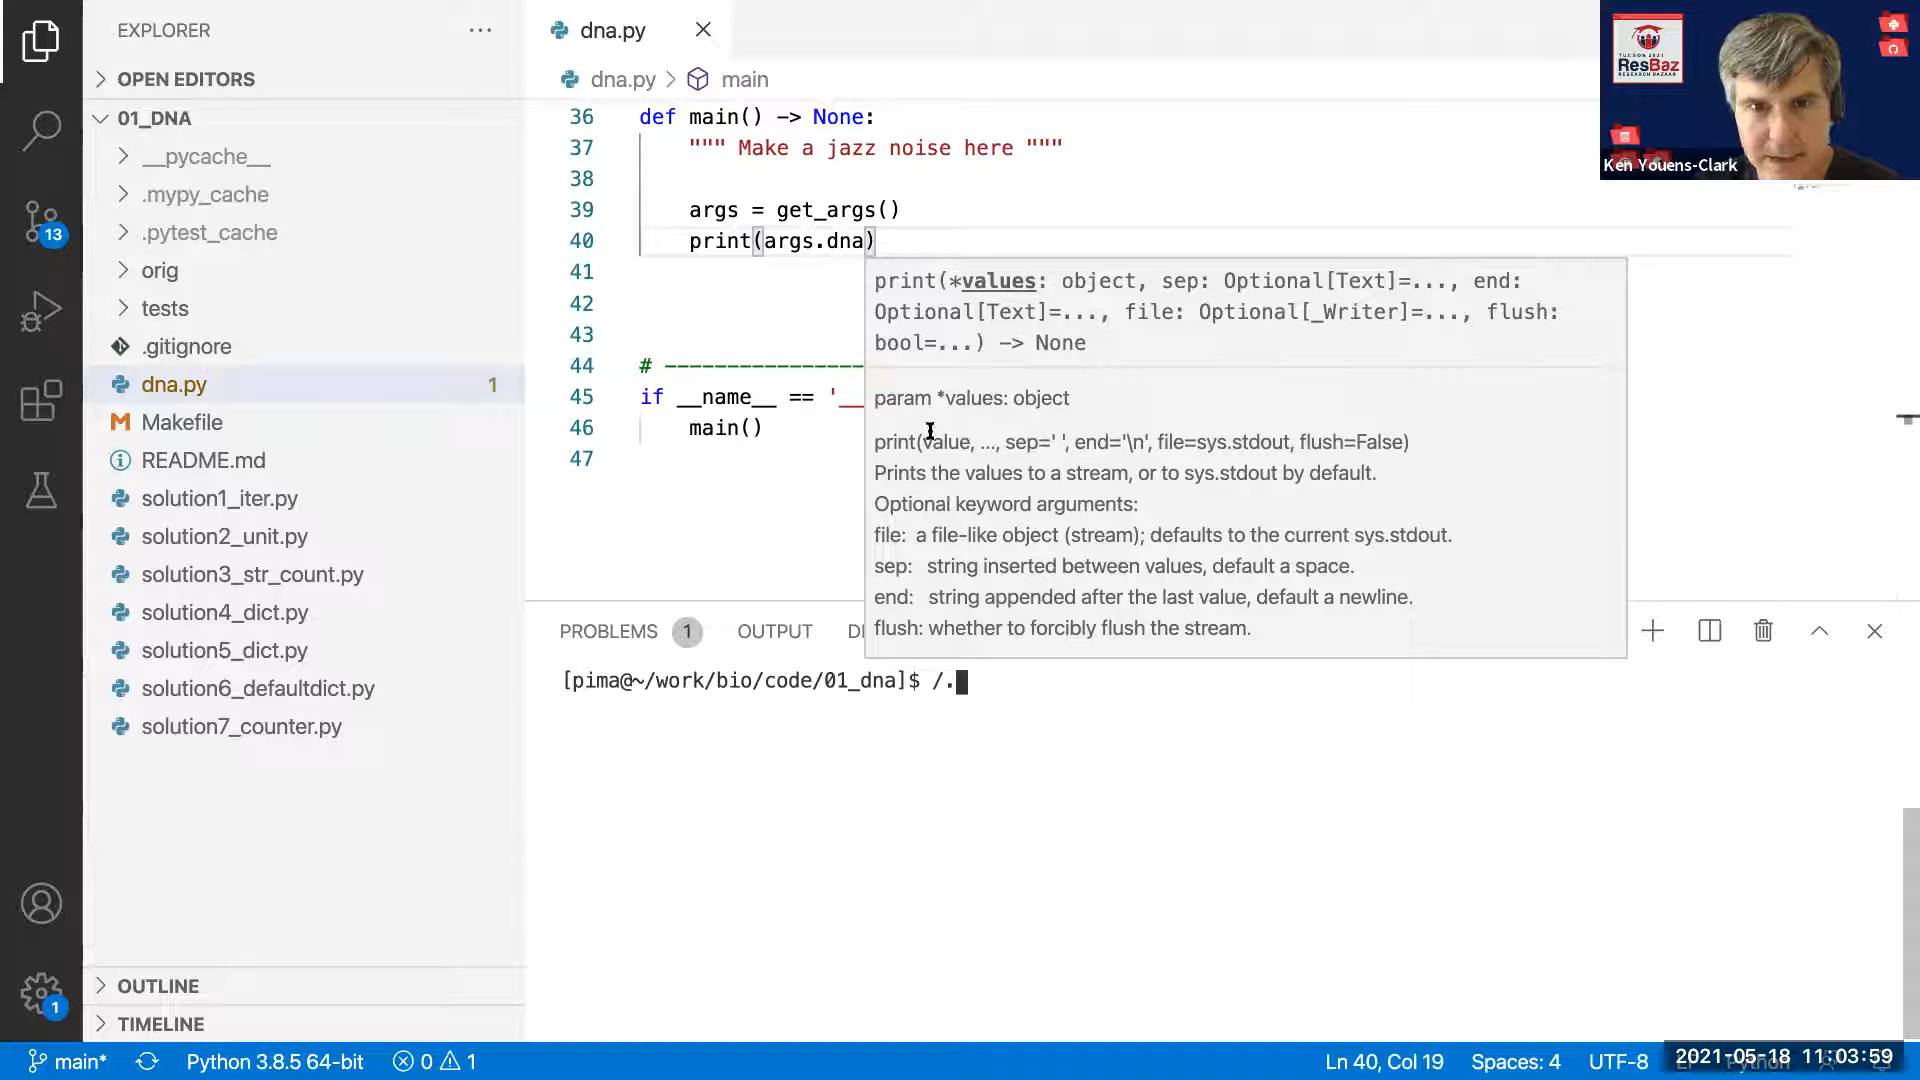 EXPLORER
OPEN EDITORS
01_DNA
__pycache__
.mypy_cache
.pytest_cache
orig
tests
.gitignore
dna.py 1
Makefile
README.md
solution1_iter.py
solution2_unit.py
solution3_str_count.py
solution4_dict.py
solution5_dict.py
solution6_defaultdict.py
solution7_counter.py
OUTLINE
TIMELINE
13
1
dna.py
dna.py > main
36 def main() -> None:
37 """ Make a jazz noise here """
38
39 args = get_args()
40 print(args.dna)
41
42
43
44 # --------------------
45 if __name__ == '__
46 main()
47
print(*values: object, sep: Optional[Text]=..., end:
Optional[Text]=..., file: Optional[_Writer]=..., flush:
bool=...) -> None
param *values: object
print(value, ..., sep=' ', end='\n', file=sys.stdout, flush=False)
Prints the values to a stream, or to sys.stdout by default.
Optional keyword arguments:
file: a file-like object (stream); defaults to the current sys.stdout.
sep: string inserted between values, default a space.
end: string appended after the last value, default a newline.
flush: whether to forcibly flush the stream.
PROBLEMS 1 OUTPUT
[pima@~/work/bio/code/01_dna]$ /.
TUCSON 2021
ResBaz
RESEARCH BAZAAR
Ken Youens-Clark
main* Python 3.8.5 64-bit 0 1 Ln 40, Col 19 Spaces: 4 UTF-8 Python
2021-05-18 11:03:59